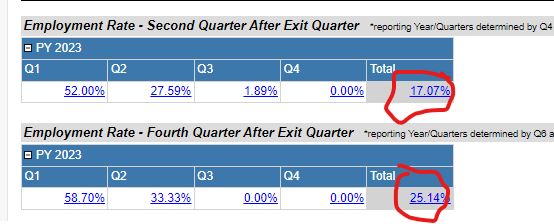 Employment Rate - Second Quarter After Exit Quarter *reporting Year/Quarters determined by Q4
PY 2023
Q1 Q2 Q3 Q4 Total
52.00% 27.59% 1.89% 0.00% 17.07%
Employment Rate - Fourth Quarter After Exit Quarter *reporting Year/Quarters determined by Q6 a
PY 2023
Q1 Q2 Q3 Q4 Total
58.70% 33.33% 0.00% 0.00% 25.14%